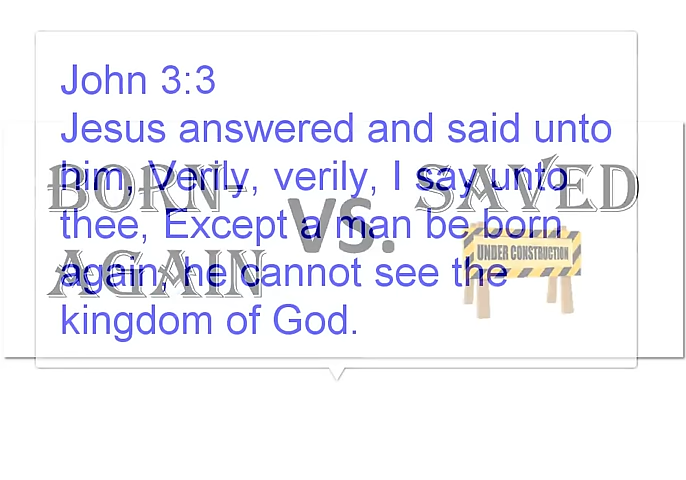 John 3:3
Jesus answered and said unto
him, Verily, verily, I say unto
thee, Except a man be born
again, he cannot see the
kingdom of God.
BORN-
AGAIN
VS.
SAVED
UNDER CONSTRUCTION